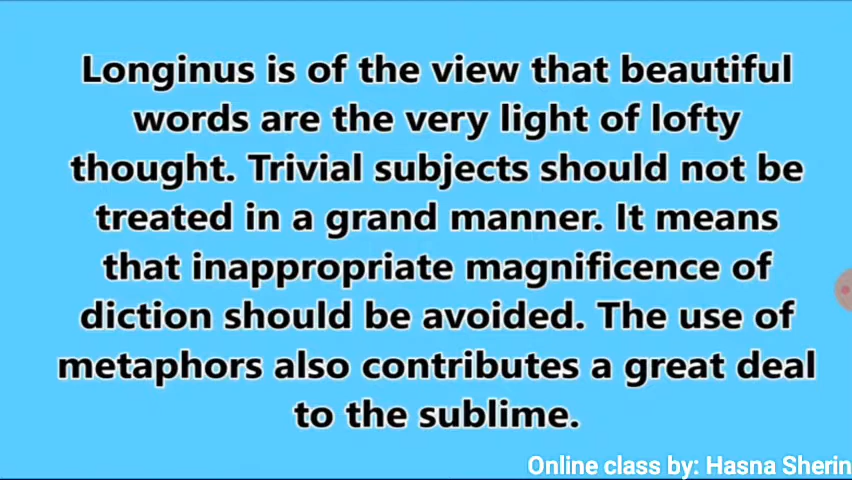 Longinus is of the view that beautiful
words are the very light of lofty
thought. Trivial subjects should not be
treated in a grand manner. It means
that inappropriate magnificence of
diction should be avoided. The use of
metaphors also contributes a great deal
to the sublime.
Online class by: Hasna Sherin